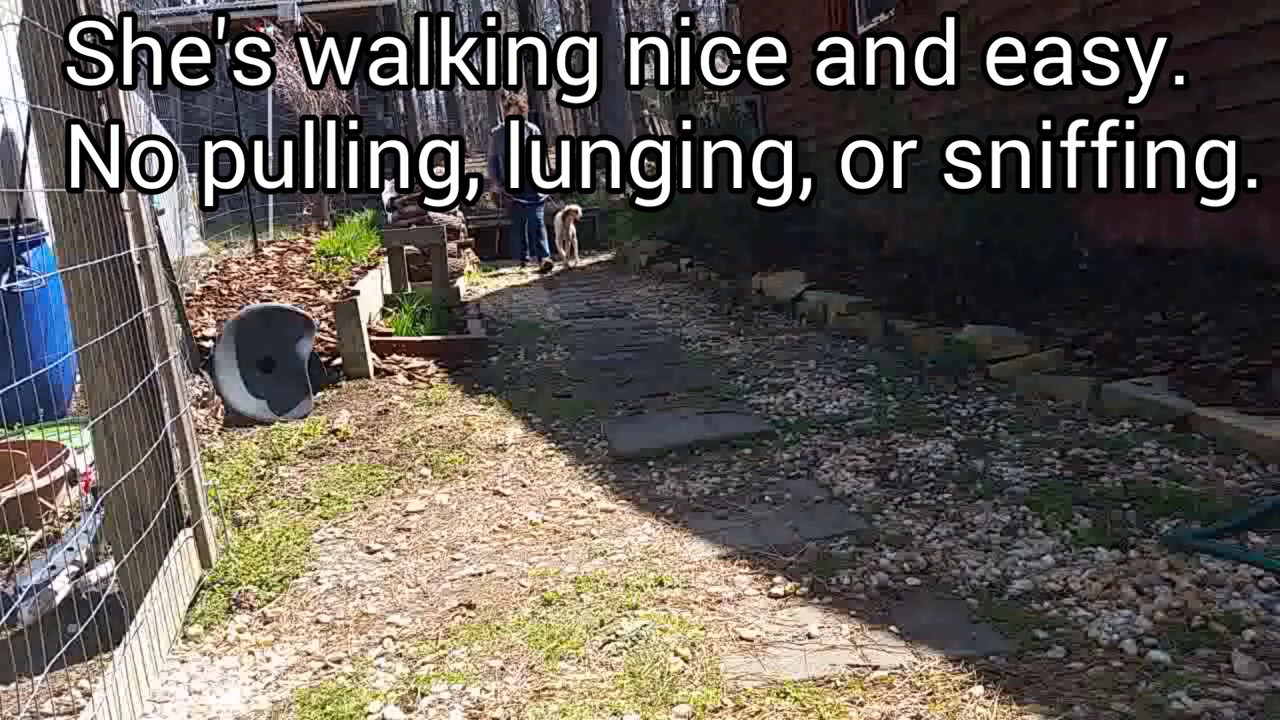 She's walking nice and easy.
No pulling, lunging, or sniffing.